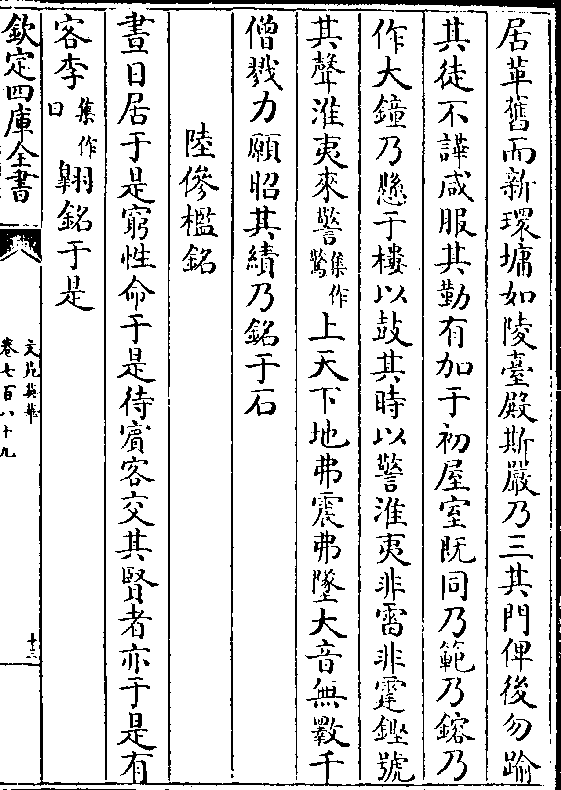 居革舊而新環墉如陵臺殿斯嚴乃三其門俾後勿踰
其徒不譁咸服其勤有加于初屋室既同乃範乃鎔乃
作大鐘乃懸于樓以鼓其時以警淮夷非雷非霆鏗號
其聲淮夷來警集作驚上天下地弗震弗墜大音無斁千
僧戮力願昭其績乃銘于石
陸傪檻銘
晝日居于是窮性命于是待賓客交其賢者亦于是有
客李集作曰翱銘于是
欽定四庫全書
文苑英華
卷七百八十九
十三